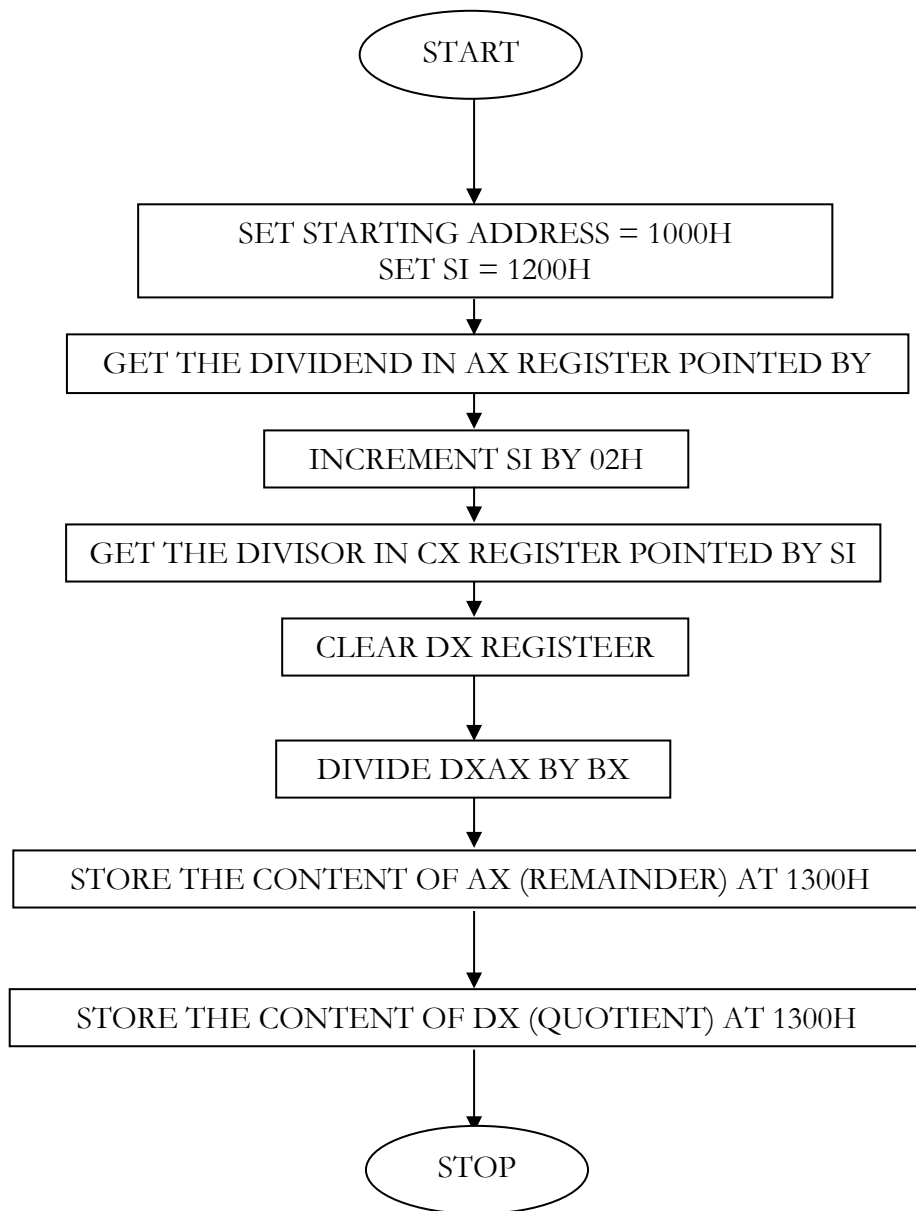 START
SET STARTING ADDRESS = 1000H
SET SI = 1200H
GET THE DIVIDEND IN AX REGISTER POINTED BY
INCREMENT SI BY 02H
GET THE DIVISOR IN CX REGISTER POINTED BY SI
CLEAR DX REGISTEER
DIVIDE DXAX BY BX
STORE THE CONTENT OF AX (REMAINDER) AT 1300H
STORE THE CONTENT OF DX (QUOTIENT) AT 1300H
STOP